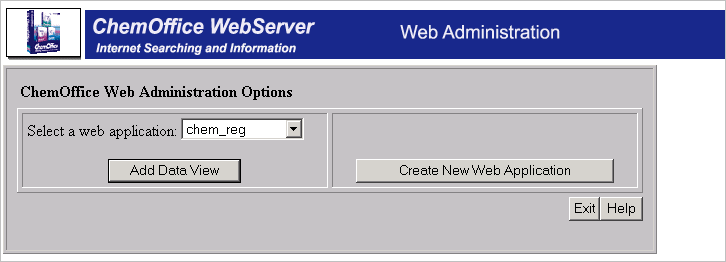 ChemOffice WebServer
Internet Searching and Information
Web Administration
ChemOffice Web Administration Options
Select a web application: chem_reg
Add Data View
Create New Web Application
Exit Help